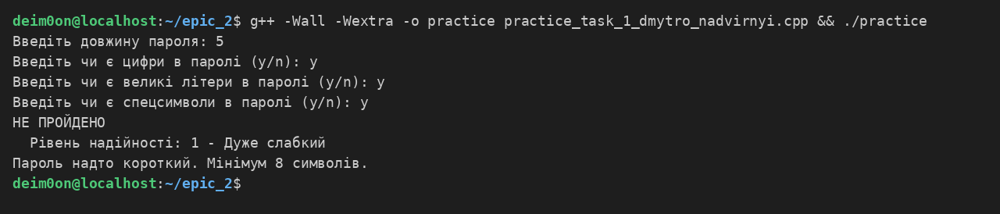 deim0on@localhost:~/epic_2$ g++ -Wall -Wextra -o practice practice_task_1_dmytro_nadvirnyi.cpp && ./practice
Введіть довжину пароля: 5
Введіть чи є цифри в паролі (y/n): y
Введіть чи є великі літери в паролі (y/n): y
Введіть чи є спецсимволи в паролі (y/n): y
НЕ ПРОЙДЕНО
  Рівень надійності: 1 - Дуже слабкий
Пароль надто короткий. Мінімум 8 символів.
deim0on@localhost:~/epic_2$